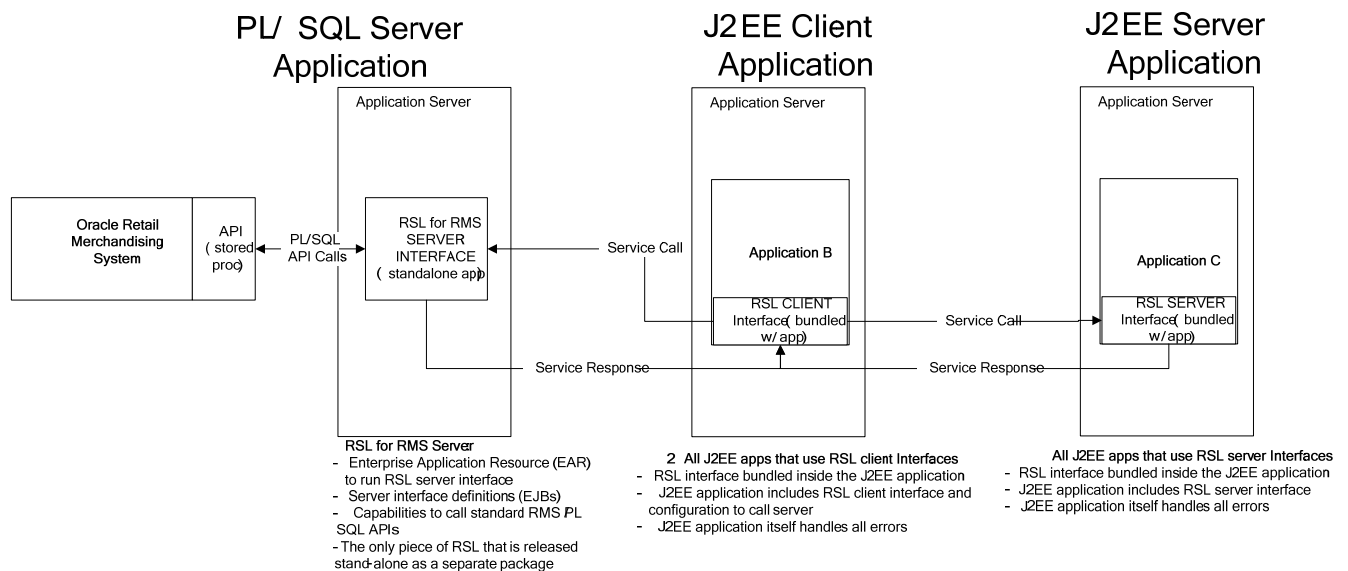 PL/ SQL Server
Application
J2EE Client
Application
J2EE Server
Application
Application Server
Application Server
Application Server
Oracle Retail
Merchandising
System
API
( stored
proc)
PL/SQL
API Calls
RSL for RMS
SERVER
INTERFACE
( standalone app)
Service Call
Application B
RSL CLIENT
Interface( bundled
w/ app)
Service Call
Application C
RSL SERVER
Interface( bundled
w/ app)
Service Response
Service Response
RSL for RMS Server
- Enterprise Application Resource (EAR)
to run RSL server interface
- Server interface definitions (EJBs)
- Capabilities to call standard RMS PL
SQL APIs
- The only piece of RSL that is released
stand-alone as a separate package
2 All J2EE apps that use RSL client Interfaces
- RSL interface bundled inside the J2EE application
- J2EE application includes RSL client interface and
configuration to call server
- J2EE application itself handles all errors
All J2EE apps that use RSL server Interfaces
- RSL interface bundled inside the J2EE application
- J2EE application includes RSL server interface
- J2EE application itself handles all errors